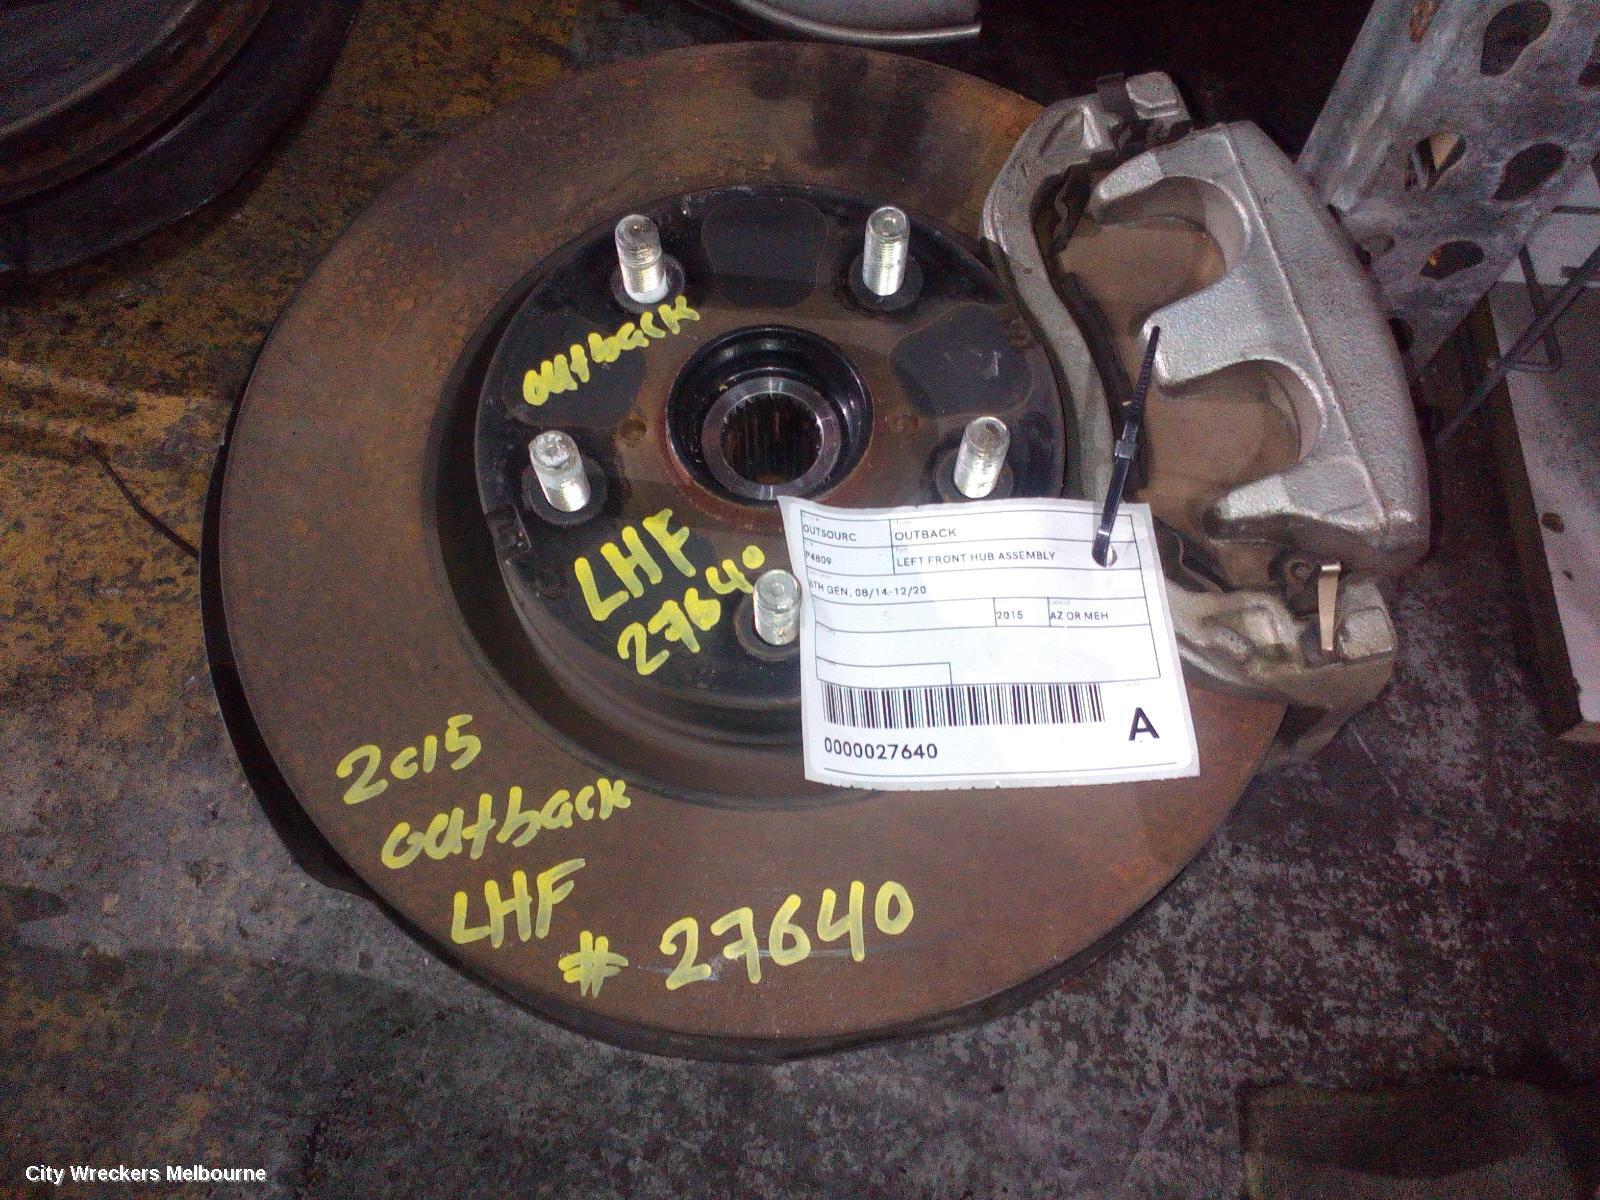 outback
LHF
27640
OUTSOURC
OUTBACK
P4809
LEFT FRONT HUB ASSEMBLY
6TH GEN, 08/14-12/20
2015
AZ OR MEH
0000027640
A
2015
outback
LHF
# 27640
City Wreckers Melbourne